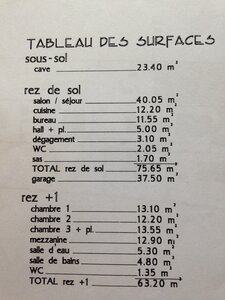 TABLEAU DES SURFACES
sous-sol
cave 23.40 m²
rez de sol
salon / séjour 40.05 m²
cuisine 12.20 m²
bureau 11.55 m²
hall + pl. 5.00 m²
dégagement 3.10 m²
WC 2.05 m²
sas 1.70 m²
TOTAL rez de sol 75.65 m²
garage 37.50 m²
rez +1
chambre 1 13.10 m²
chambre 2 12.20 m²
chambre 3 + pl. 13.55 m²
mezzanine 12.90 m²
salle d eau 5.30 m²
salle de bains 4.80 m²
WC 1.35 m²
TOTAL rez +1 63.20 m²